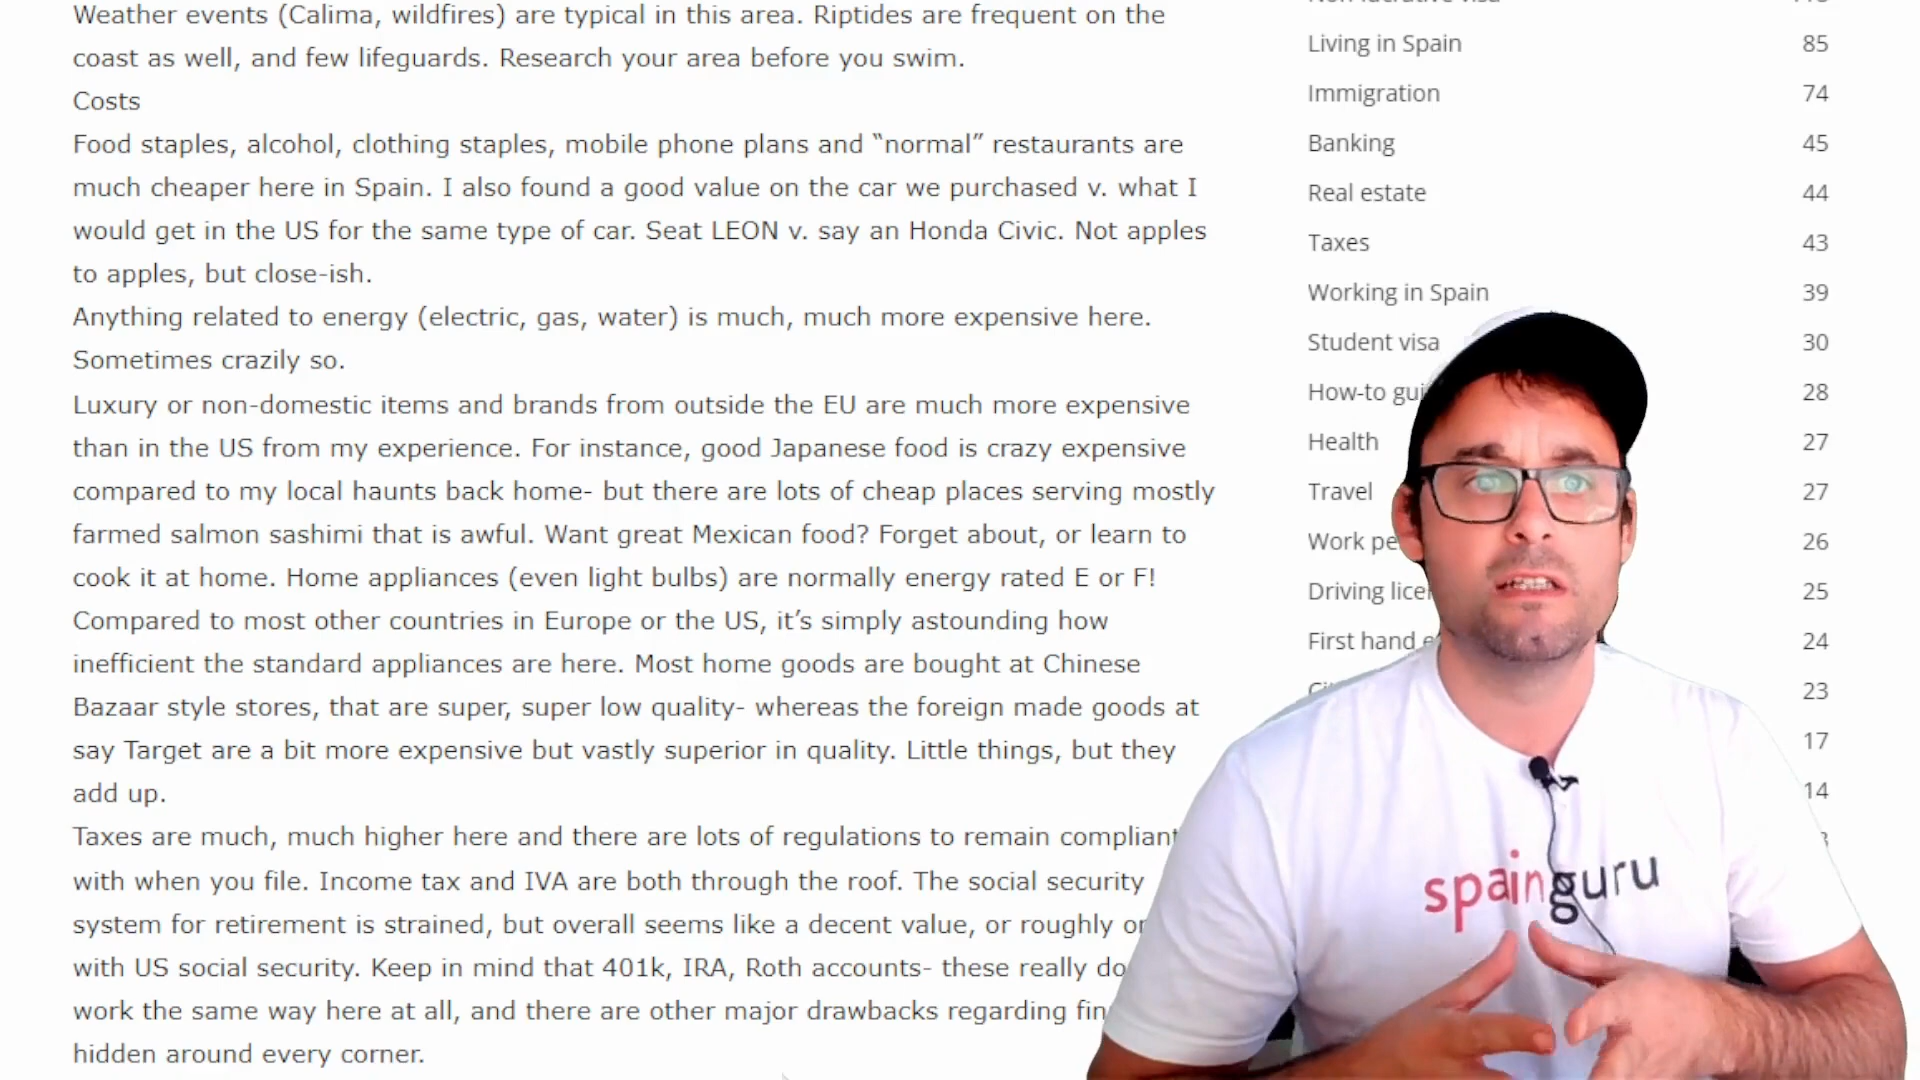 Weather events (Calima, wildfires) are typical in this area. Riptides are frequent on the
coast as well, and few lifeguards. Research your area before you swim.
Costs
Food staples, alcohol, clothing staples, mobile phone plans and “normal” restaurants are
much cheaper here in Spain. I also found a good value on the car we purchased v. what I
would get in the US for the same type of car. Seat LEON v. say an Honda Civic. Not apples
to apples, but close-ish.
Anything related to energy (electric, gas, water) is much, much more expensive here.
Sometimes crazily so.
Luxury or non-domestic items and brands from outside the EU are much more expensive
than in the US from my experience. For instance, good Japanese food is crazy expensive
compared to my local haunts back home- but there are lots of cheap places serving mostly
farmed salmon sashimi that is awful. Want great Mexican food? Forget about, or learn to
cook it at home. Home appliances (even light bulbs) are normally energy rated E or F!
Compared to most other countries in Europe or the US, it’s simply astounding how
inefficient the standard appliances are here. Most home goods are bought at Chinese
Bazaar style stores, that are super, super low quality- whereas the foreign made goods at
say Target are a bit more expensive but vastly superior in quality. Little things, but they
add up.
Taxes are much, much higher here and there are lots of regulations to remain compliant
with when you file. Income tax and IVA are both through the roof. The social security
system for retirement is strained, but overall seems like a decent value, or roughly
with US social security. Keep in mind that 401k, IRA, Roth accounts- these really
work the same way here at all, and there are other major drawbacks regarding
hidden around every corner.
Living in Spain 85
Immigration 74
Banking 45
Real estate 44
Taxes 43
Working in Spain 39
Student visa 30
How-to 28
Health 27
Travel 27
Work 26
Driving 25
First hand 24
23
17
14
spainguru